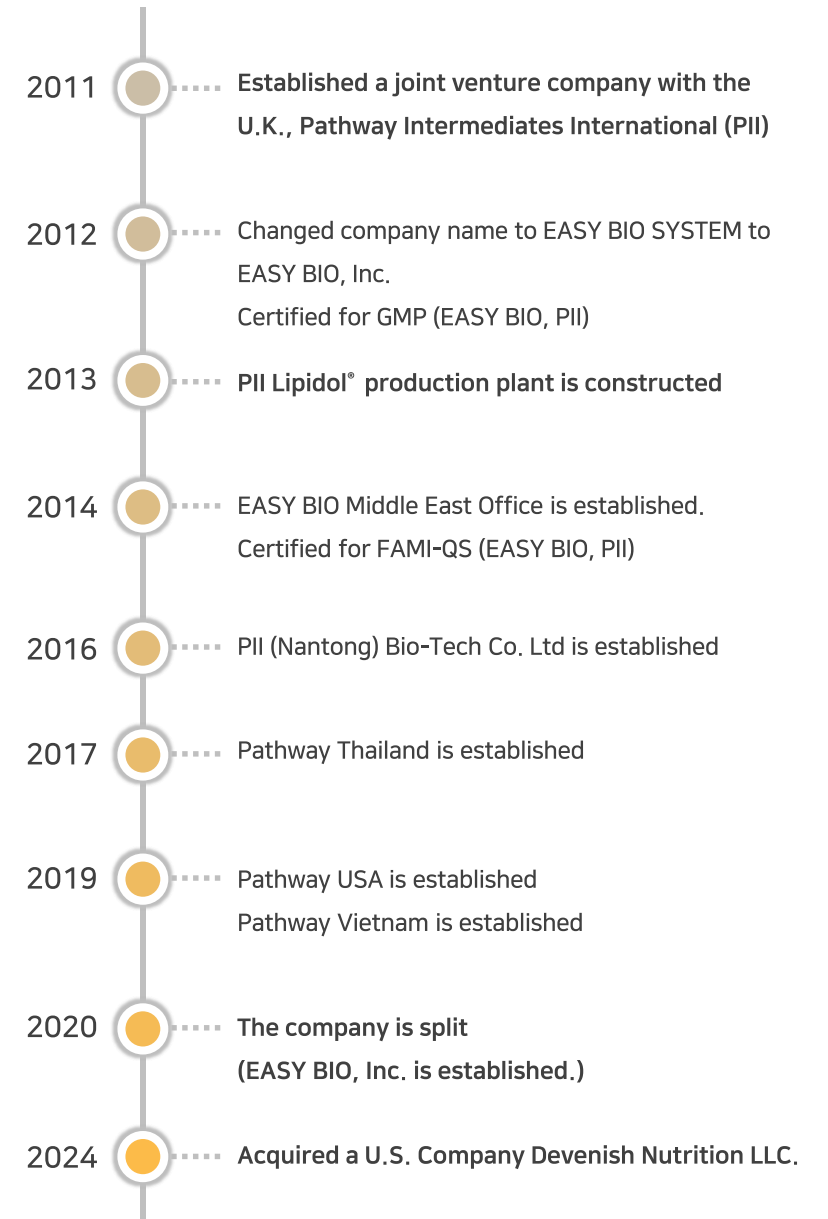 2011
Established a joint venture company with the
U.K., Pathway Intermediates International (PII)
2012
Changed company name to EASY BIO SYSTEM to
EASY BIO, Inc.
Certified for GMP (EASY BIO, PII)
2013
PII Lipidol® production plant is constructed
2014
EASY BIO Middle East Office is established.
Certified for FAMI-QS (EASY BIO, PII)
2016
PII (Nantong) Bio-Tech Co. Ltd is established
2017
Pathway Thailand is established
2019
Pathway USA is established
Pathway Vietnam is established
2020
The company is split
(EASY BIO, Inc. is established.)
2024
Acquired a U.S. Company Devenish Nutrition LLC.